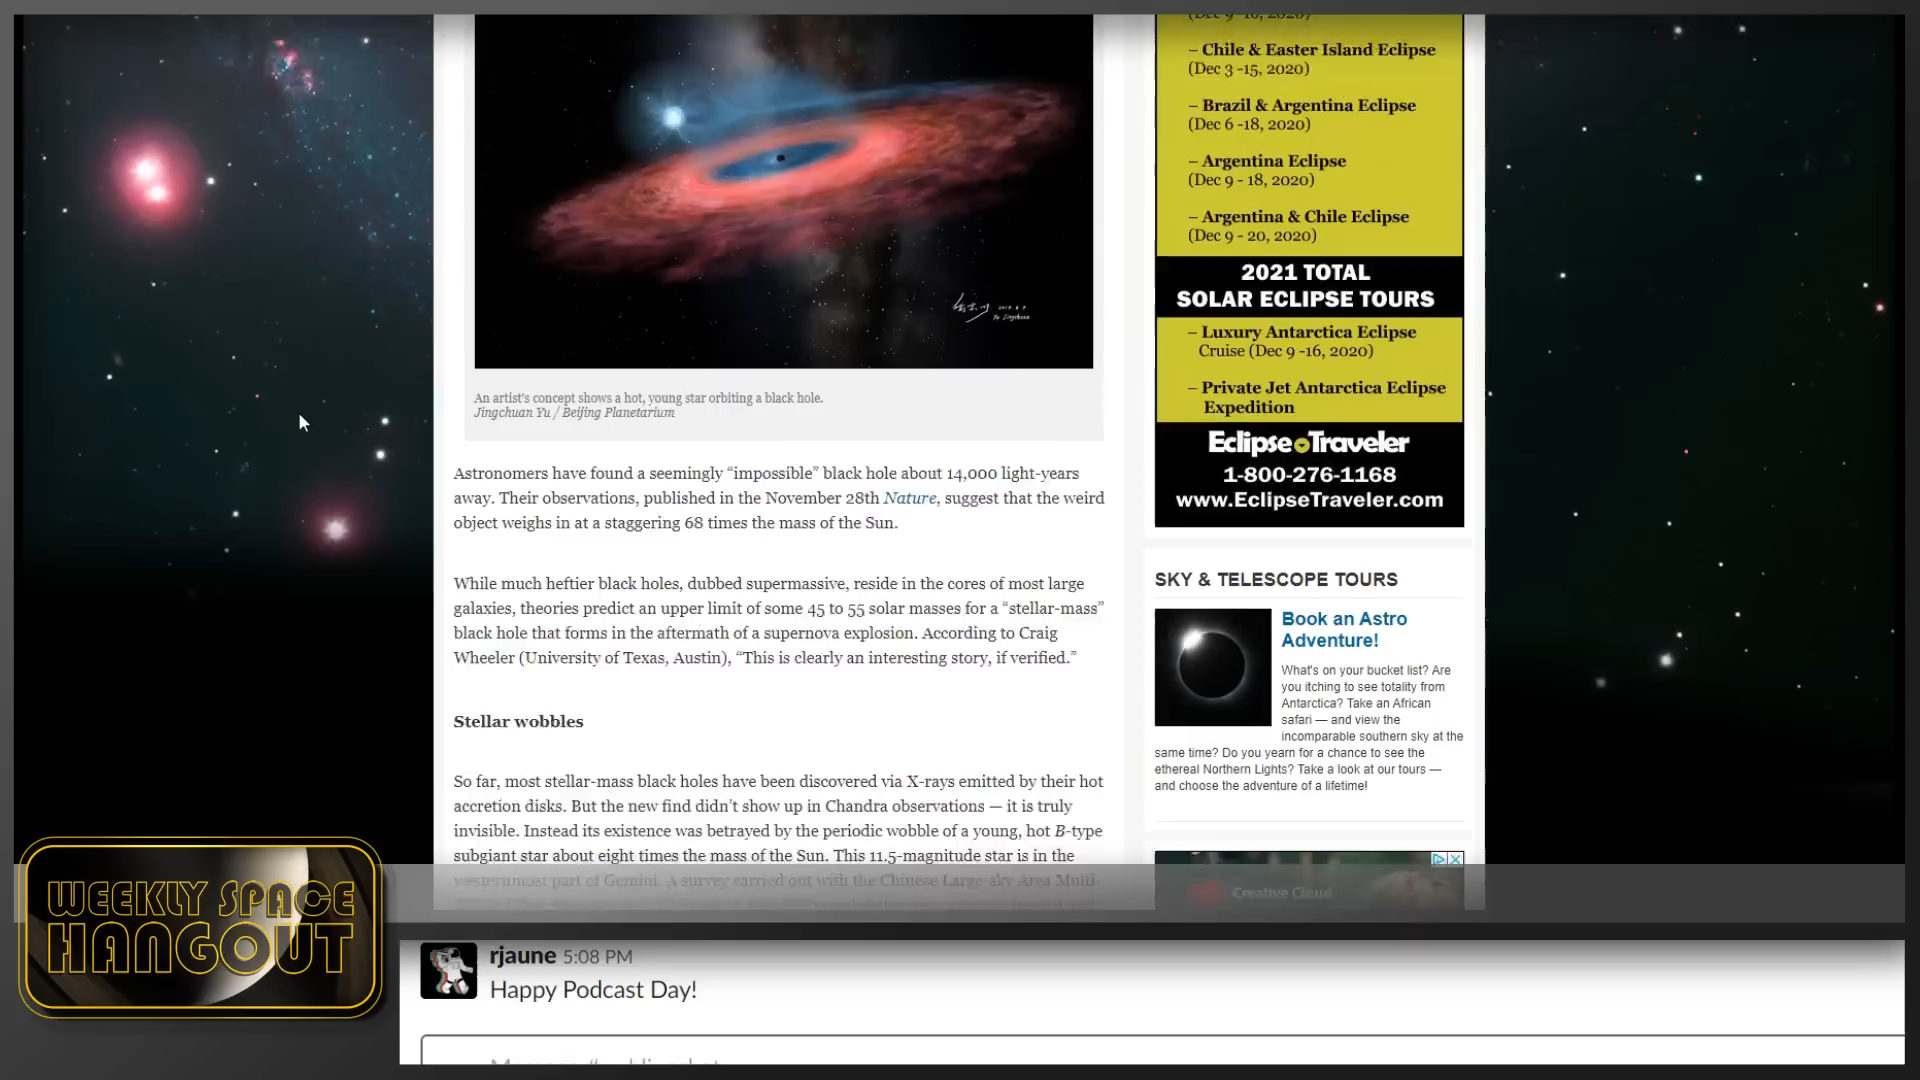 An artist's concept shows a hot, young star orbiting a black hole.
Jingchuan Yu / Beijing Planetarium
Astronomers have found a seemingly “impossible” black hole about 14,000 light-years
away. Their observations, published in the November 28th Nature, suggest that the weird
object weighs in at a staggering 68 times the mass of the Sun.
While much heftier black holes, dubbed supermassive, reside in the cores of most large
galaxies, theories predict an upper limit of some 45 to 55 solar masses for a “stellar-mass”
black hole that forms in the aftermath of a supernova explosion. According to Craig
Wheeler (University of Texas, Austin), “This is clearly an interesting story, if verified.”
Stellar wobbles
So far, most stellar-mass black holes have been discovered via X-rays emitted by their hot
accretion disks. But the new find didn’t show up in Chandra observations — it is truly
invisible. Instead its existence was betrayed by the periodic wobble of a young, hot B-type
subgiant star about eight times the mass of the Sun. This 11.5-magnitude star is in the
westernmost part of Gemini. A survey carried out with the Chinese Large-sky Area Multi-
(Dec 9-16, 2020)
– Chile & Easter Island Eclipse
(Dec 3 -15, 2020)
– Brazil & Argentina Eclipse
(Dec 6 -18, 2020)
– Argentina Eclipse
(Dec 9 - 18, 2020)
– Argentina & Chile Eclipse
(Dec 9 - 20, 2020)
2021 TOTAL
SOLAR ECLIPSE TOURS
– Luxury Antarctica Eclipse
Cruise (Dec 9 -16, 2020)
– Private Jet Antarctica Eclipse
Expedition
Eclipse Traveler
1-800-276-1168
www.EclipseTraveler.com
SKY & TELESCOPE TOURS
Book an Astro
Adventure!
What's on your bucket list? Are
you itching to see totality from
Antarctica? Take an African
safari — and view the
incomparable southern sky at the
same time? Do you yearn for a chance to see the
ethereal Northern Lights? Take a look at our tours —
and choose the adventure of a lifetime!
Creative Cloud
WEEKLY SPACE
HANGOUT
rjaune 5:08 PM
Happy Podcast Day!